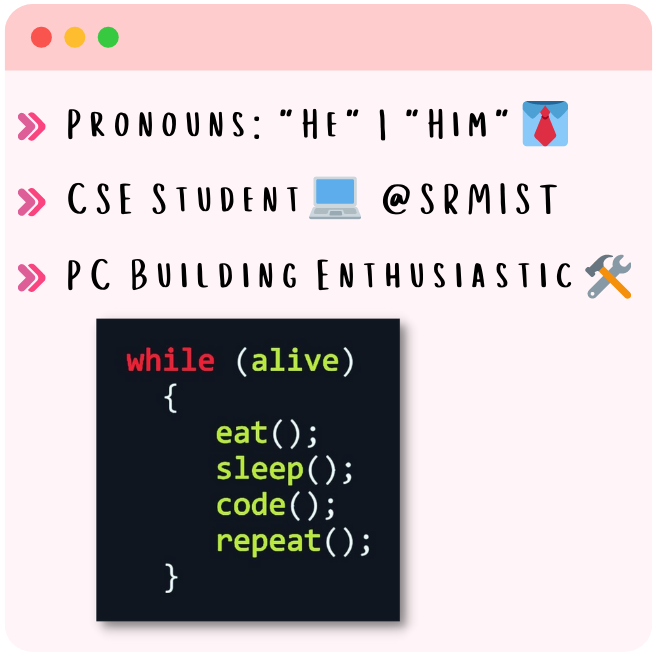 PRONOUNS: "HE" | "HIM"
CSE STUDENT @SRMIST
PC BUILDING ENTHUSIASTIC
while (alive)
{
eat();
sleep();
code();
repeat();
}